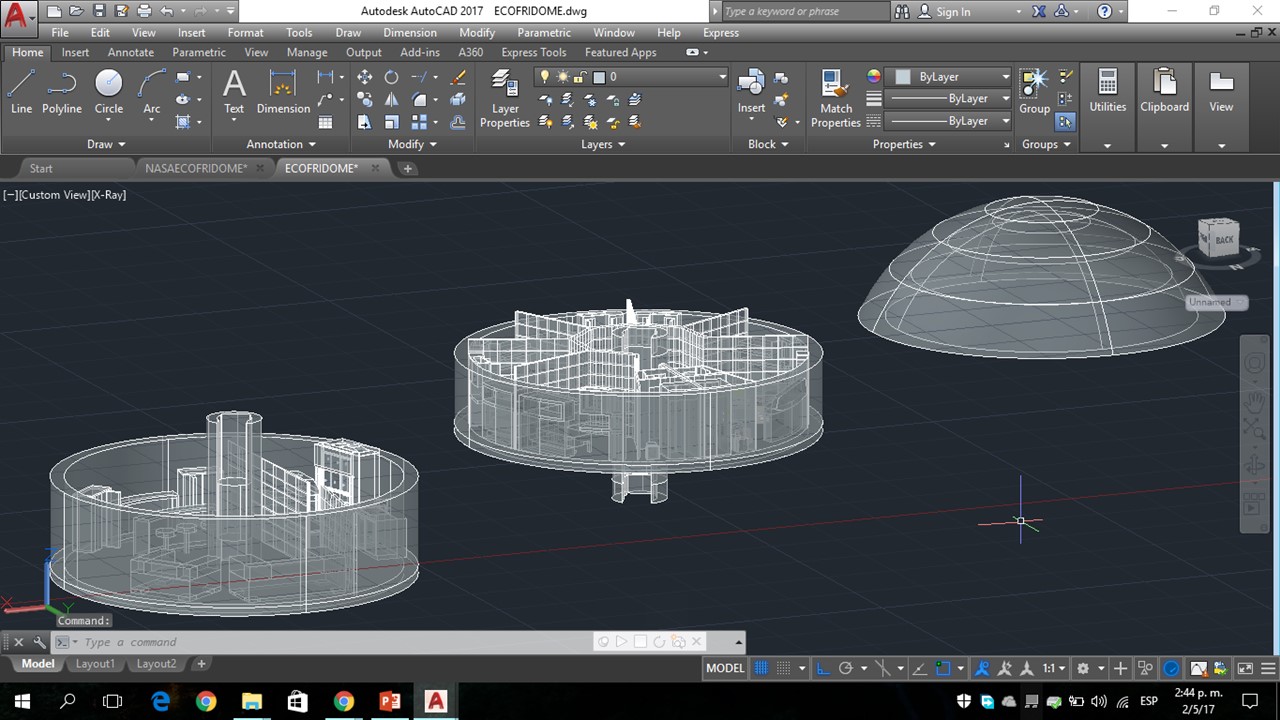 Autodesk AutoCAD 2017 ECOFRIDOME.dwg
Type a keyword or phrase
Sign In
File Edit View Insert Format Tools Draw Dimension Modify Parametric Window Help Express
Home Insert Annotate Parametric View Manage Output Add-ins A360 Express Tools Featured Apps
Line Polyline Circle Arc
Text Dimension
Layer
Properties
0
Insert
Match
Properties
ByLayer
ByLayer
ByLayer
Group
Utilities Clipboard View
Draw Annotation Modify Layers Block Properties Groups
Start NASAECOFRIDOME* ECOFRIDOME*
[−][Custom View][X-Ray]
BACK
N
Unnamed
X
Y
Z
Command:
Type a command
Model Layout1 Layout2
MODEL
1:1
ESP
2:44 p. m.
2/5/17